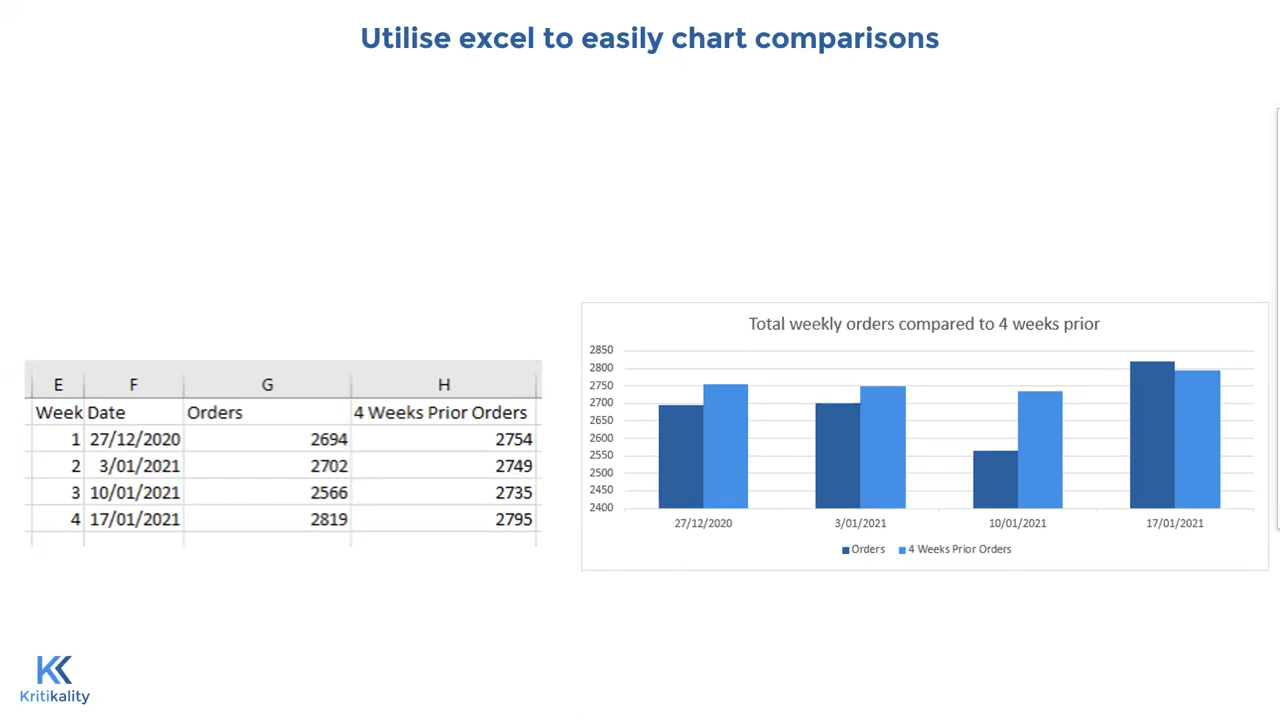 Utilise excel to easily chart comparisons
E F G H
Week Date Orders 4 Weeks Prior Orders
1 27/12/2020 2694 2754
2 3/01/2021 2702 2749
3 10/01/2021 2566 2735
4 17/01/2021 2819 2795
Total weekly orders compared to 4 weeks prior
2850
2800
2750
2700
2650
2600
2550
2500
2450
2400
27/12/2020 3/01/2021 10/01/2021 17/01/2021
Orders 4 Weeks Prior Orders
KK
Kritikality